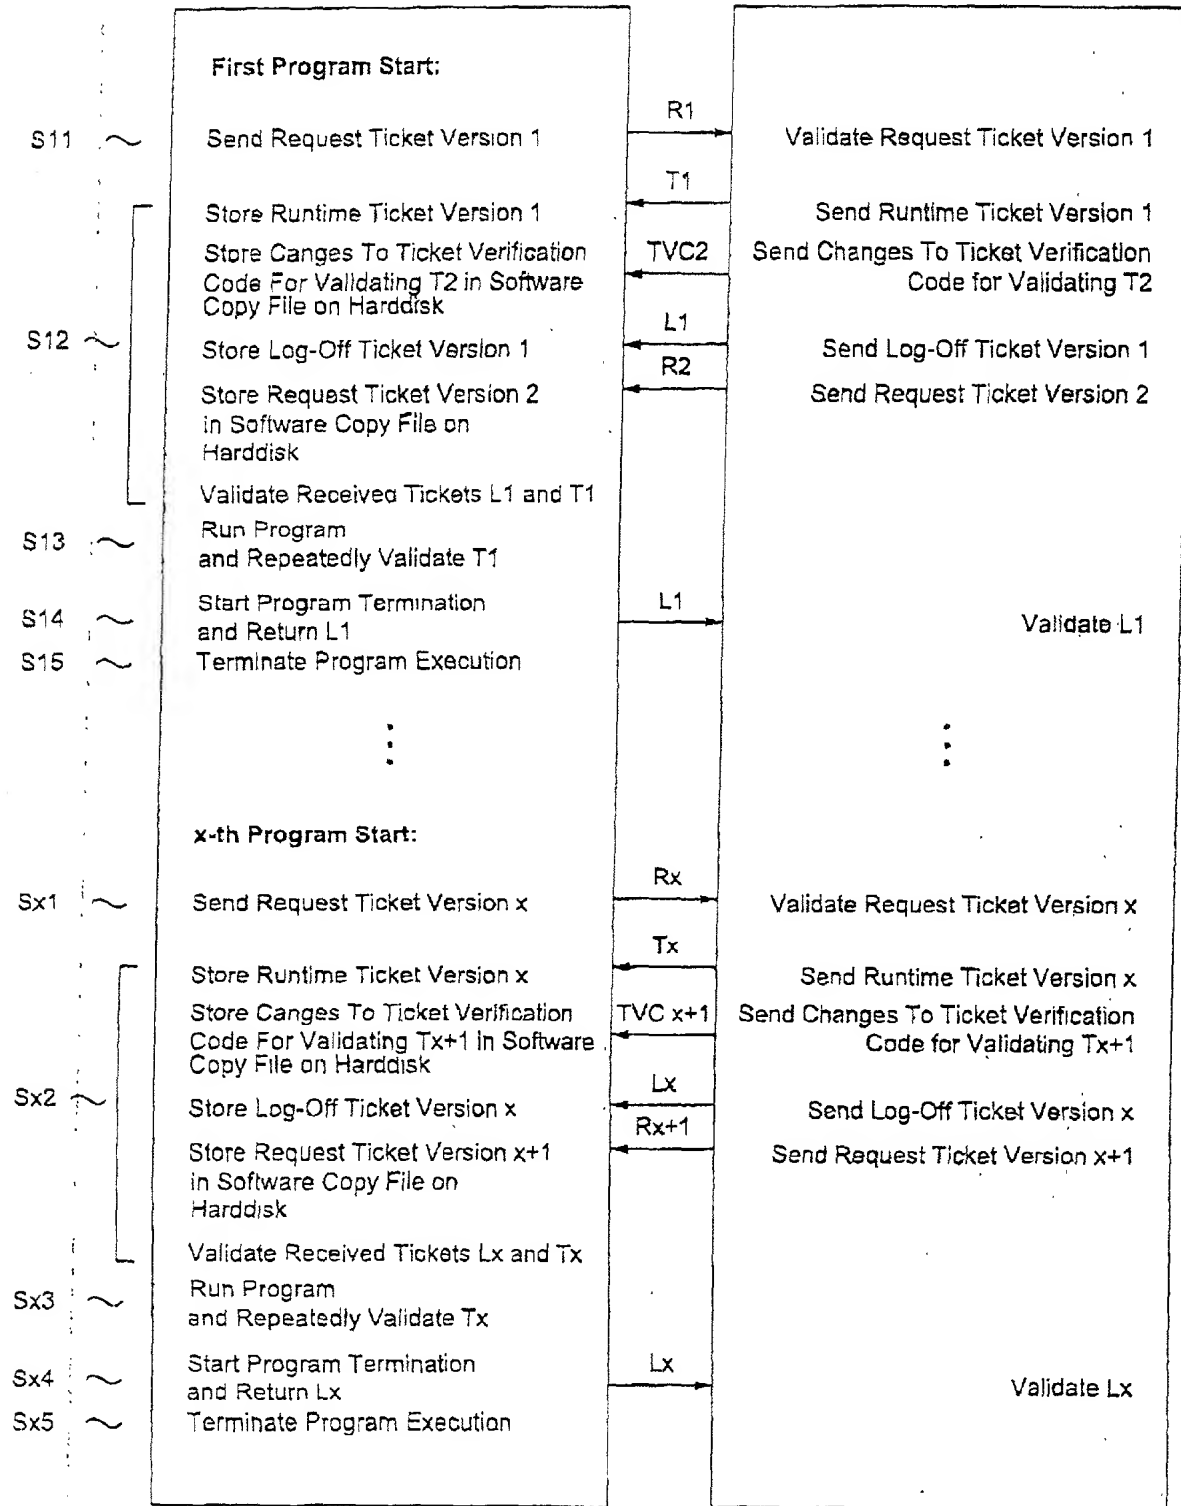 First Program Start:
R1
S11 Send Request Ticket Version 1 Validate Request Ticket Version 1
T1
Store Runtime Ticket Version 1 Send Runtime Ticket Version 1
Store Canges To Ticket Verification TVC2 Send Changes To Ticket Verification
Code For Validating T2 in Software Code for Validating T2
Copy File on Harddisk
L1
S12 Store Log-Off Ticket Version 1 Send Log-Off Ticket Version 1
R2
Store Request Ticket Version 2 Send Request Ticket Version 2
in Software Copy File on
Harddisk
Validate Received Tickets L1 and T1
S13 Run Program
and Repeatedly Validate T1
Start Program Termination L1
S14 and Return L1 Validate L1
S15 Terminate Program Execution
x-th Program Start:
Rx
Sx1 Send Request Ticket Version x Validate Request Ticket Version x
Tx
Store Runtime Ticket Version x Send Runtime Ticket Version x
Store Canges To Ticket Verification TVC x+1 Send Changes To Ticket Verification
Code For Validating Tx+1 in Software Code for Validating Tx+1
Copy File on Harddisk
Lx
Sx2 Store Log-Off Ticket Version x Send Log-Off Ticket Version x
Rx+1
Store Request Ticket Version x+1 Send Request Ticket Version x+1
in Software Copy File on
Harddisk
Validate Received Tickets Lx and Tx
Sx3 Run Program
and Repeatedly Validate Tx
Start Program Termination Lx
Sx4 and Return Lx Validate Lx
Sx5 Terminate Program Execution